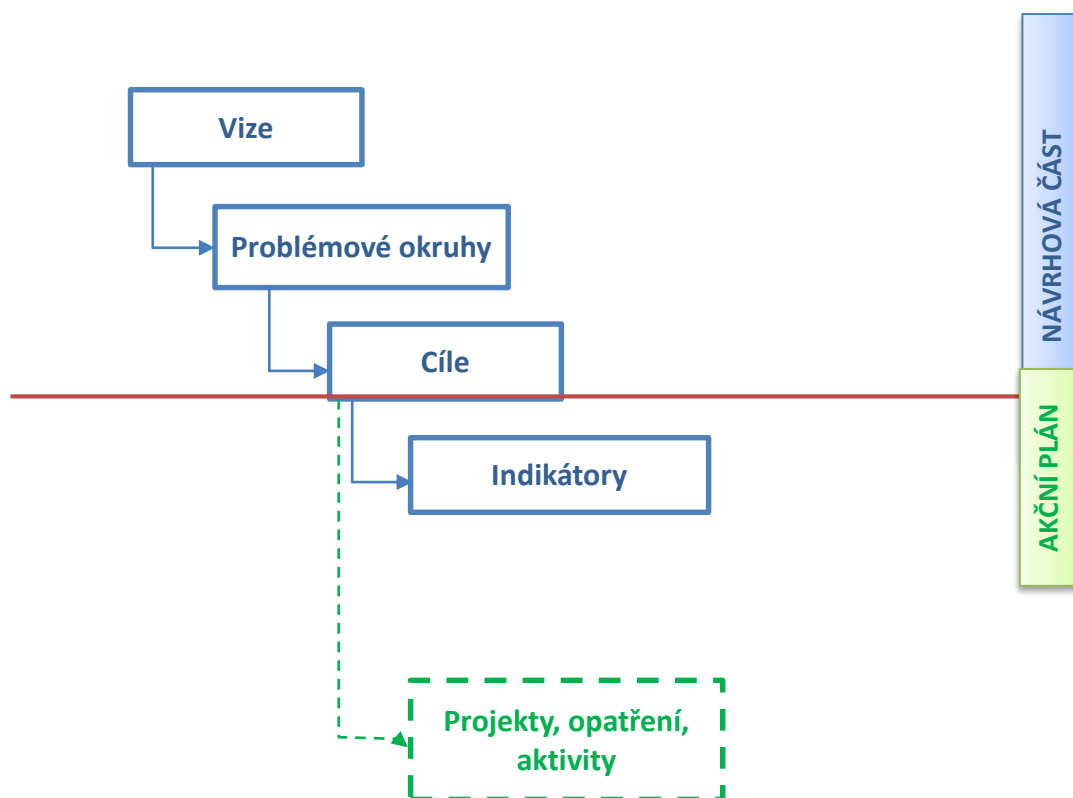 Vize
NÁVRHOVÁ ČÁST
Problémové okruhy
Cíle
AKČNÍ PLÁN
Indikátory
Projekty, opatření,
aktivity